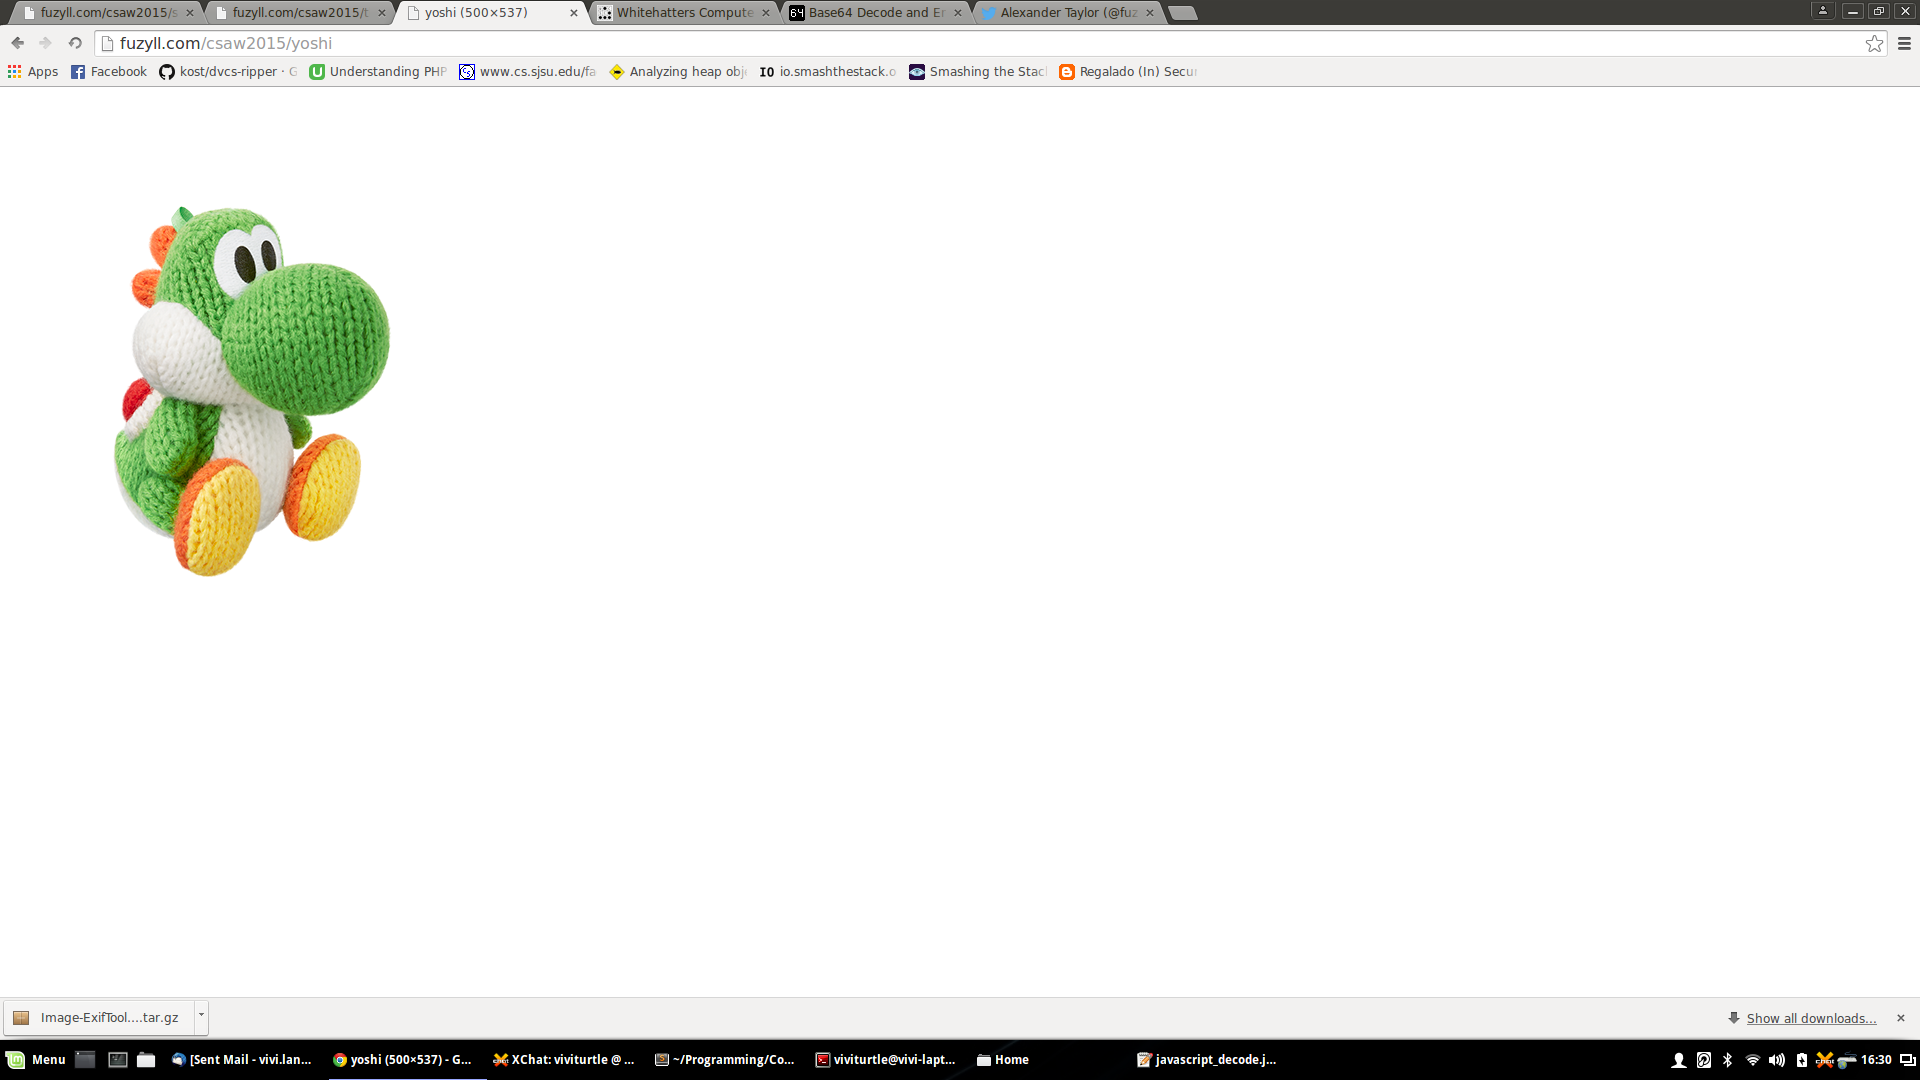 fuzyll.com/csaw2015/s
fuzyll.com/csaw2015/t
yoshi (500×537)
Whitehatters Compute
Base64 Decode and En
Alexander Taylor (@fuz
fuzyll.com/csaw2015/yoshi
Apps
Facebook
kost/dvcs-ripper · G
Understanding PHP
www.cs.sjsu.edu/fa
Analyzing heap obj
io.smashthestack.o
Smashing the Stac
Regalado (In) Secur
Image-ExifTool....tar.gz
Show all downloads...
Menu
[Sent Mail - vivi.lan...
yoshi (500×537) - G...
XChat: viviturtle @ ...
~/Programming/Co...
viviturtle@vivi-lapt...
Home
javascript_decode.j...
16:30